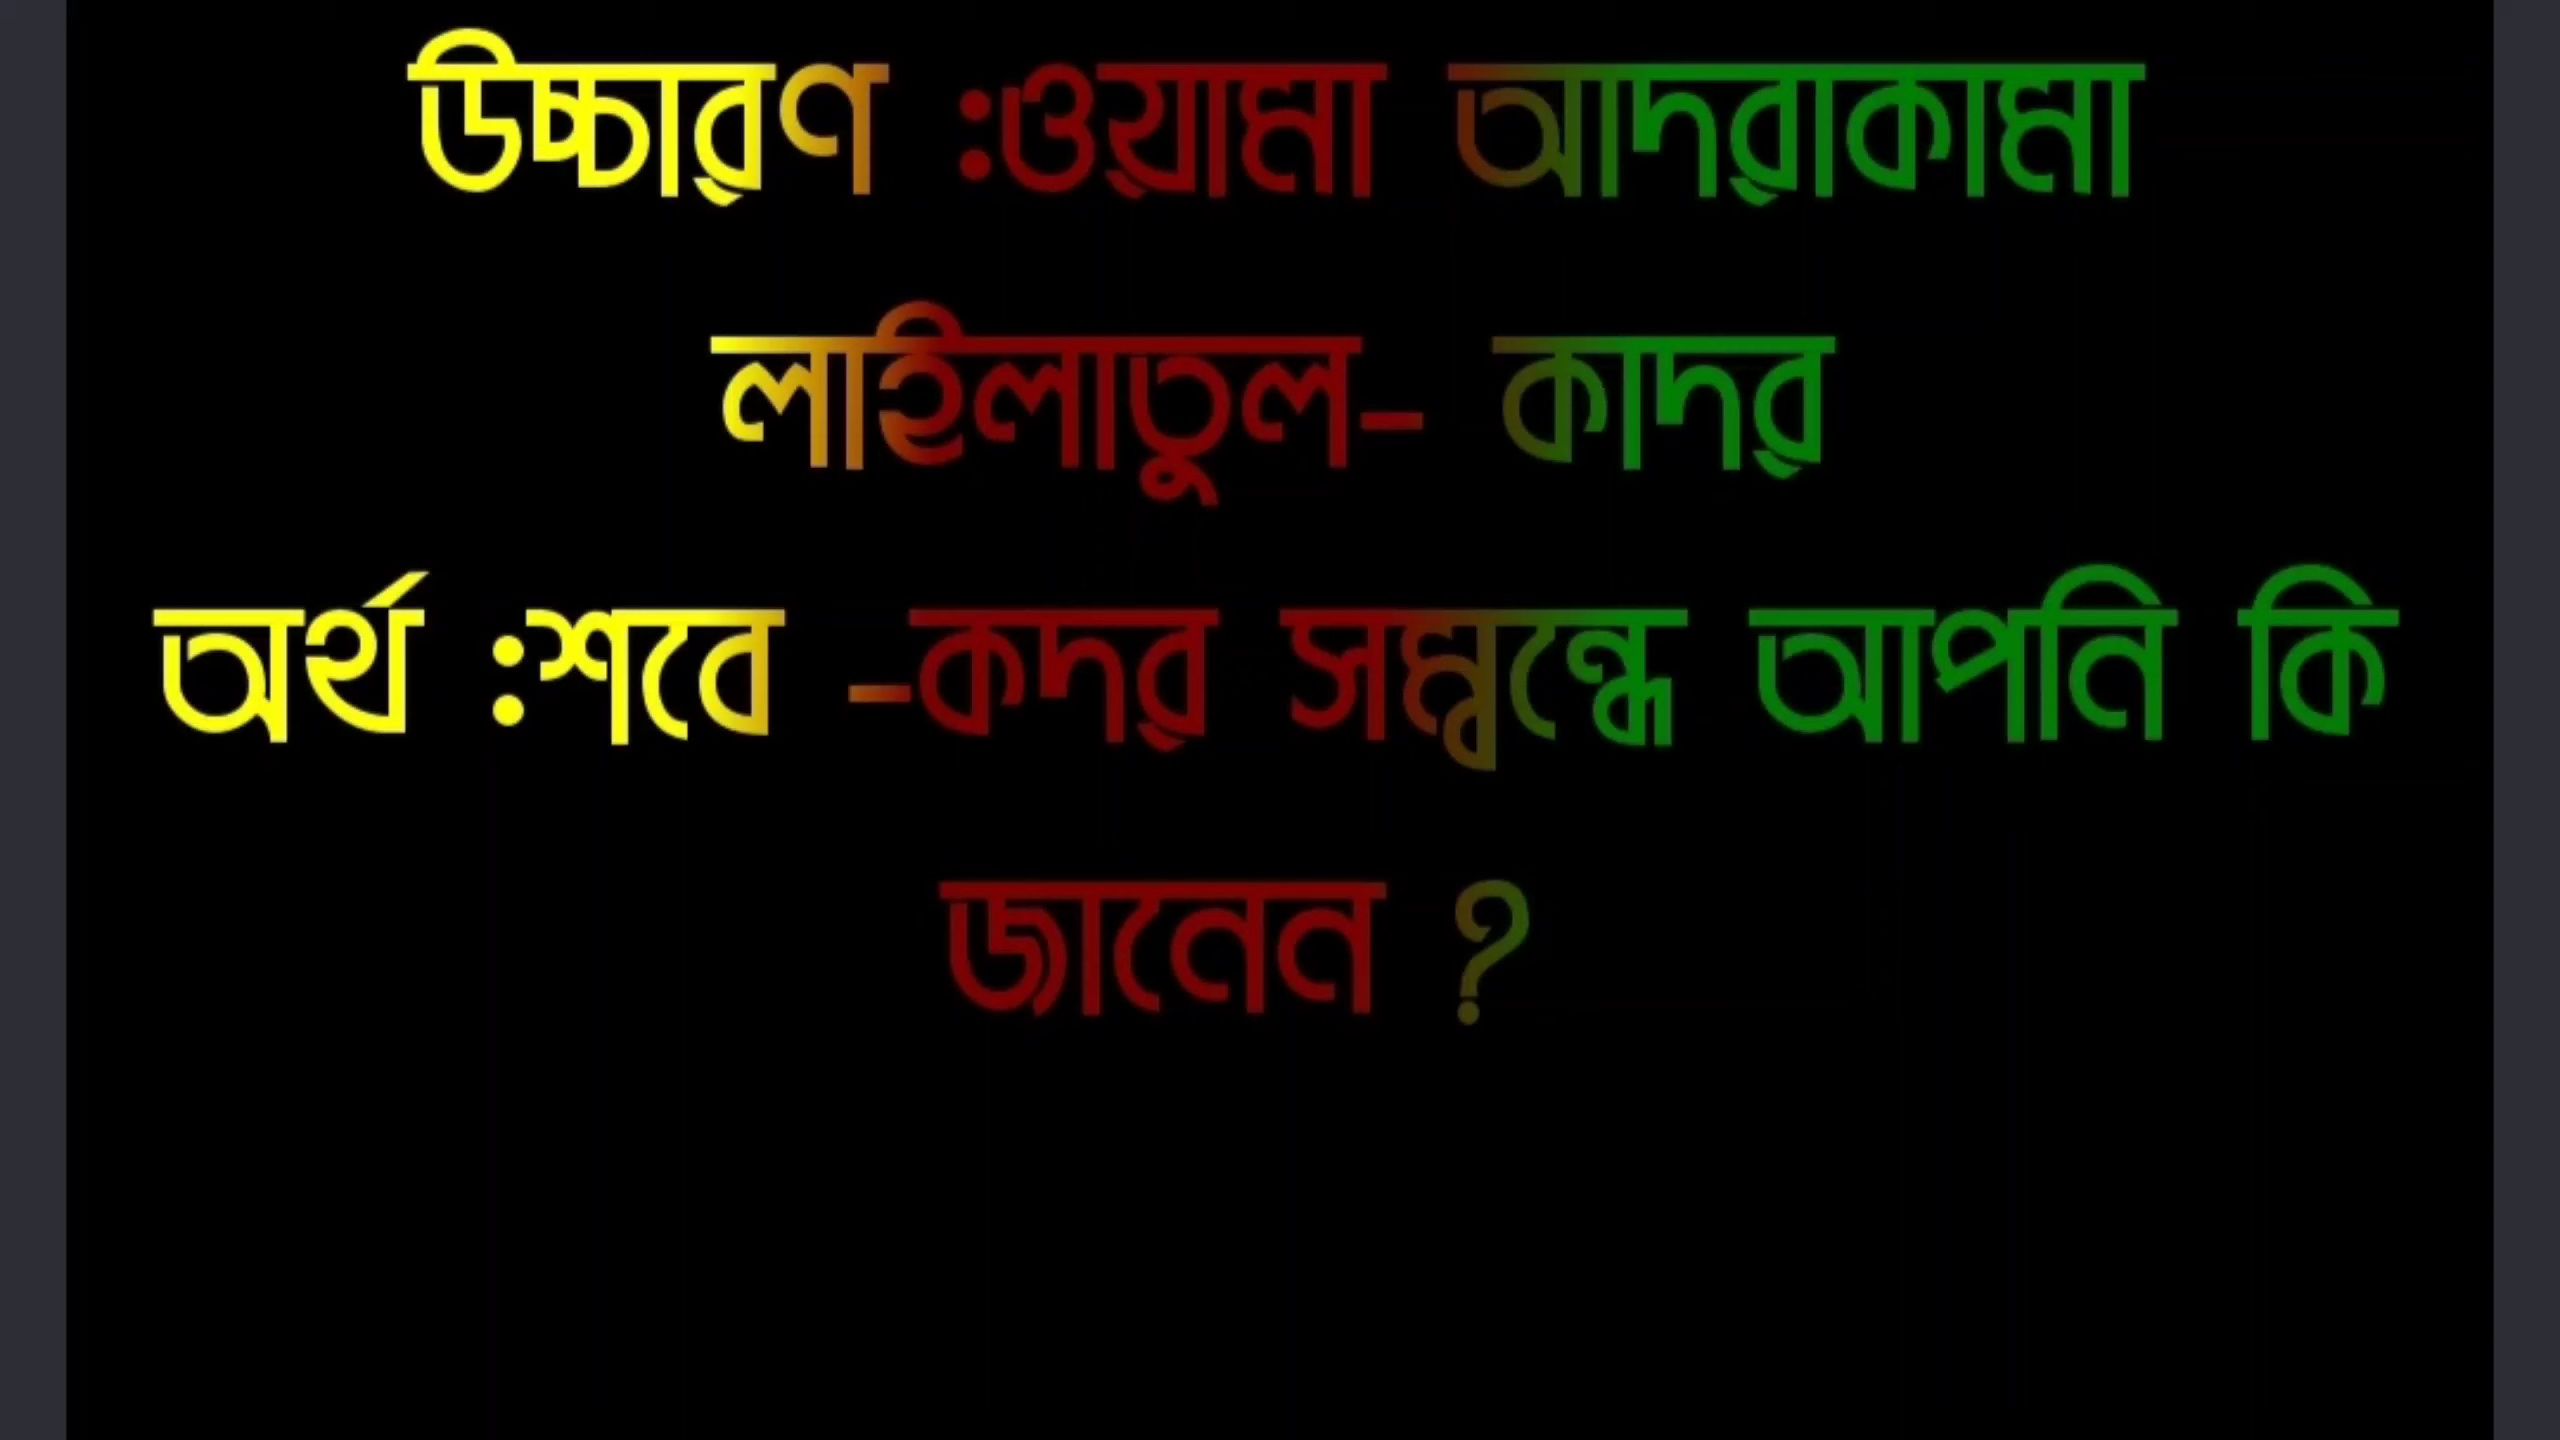 উচ্চারণ :ওয়ামা আদরাকামা
লাইলাতুল- কাদর
অর্থ :শবে -কদর সম্বন্ধে আপনি কি
জানেন ?